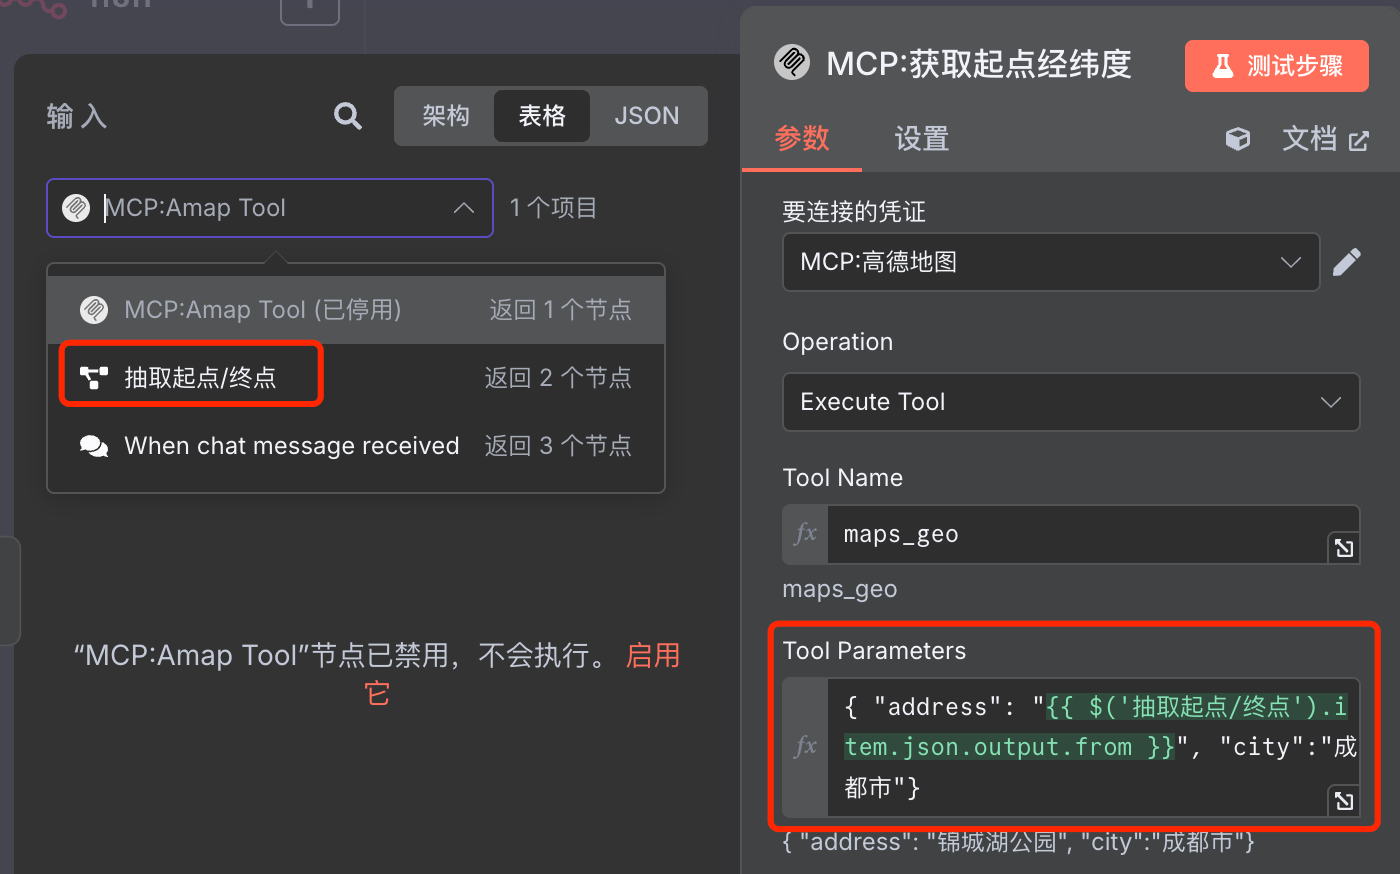 输入
架构 表格 JSON
MCP:Amap Tool
1 个项目
MCP:Amap Tool (已停用) 返回 1 个节点
抽取起点/终点 返回 2 个节点
When chat message received 返回 3 个节点
“MCP:Amap Tool”节点已禁用，不会执行。 启用
它
MCP:获取起点经纬度
测试步骤
参数 设置 文档
要连接的凭证
MCP:高德地图
Operation
Execute Tool
Tool Name
fx maps_geo
maps_geo
Tool Parameters
fx
{ "address": "{{ $('抽取起点/终点').i
tem.json.output.from }}", "city":"成
都市"}
{ "address": "锦城湖公园", "city":"成都市"}